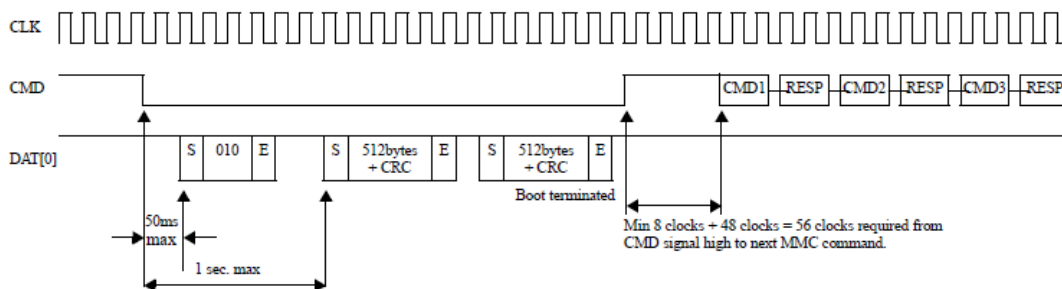 CLK
CMD
CMD1 RESP CMD2 RESP CMD3 RESP
DAT[0]
S 010 E S 512bytes + CRC E S 512bytes + CRC E
Boot terminated
50ms
max
Min 8 clocks + 48 clocks = 56 clocks required from
CMD signal high to next MMC command.
1 sec. max